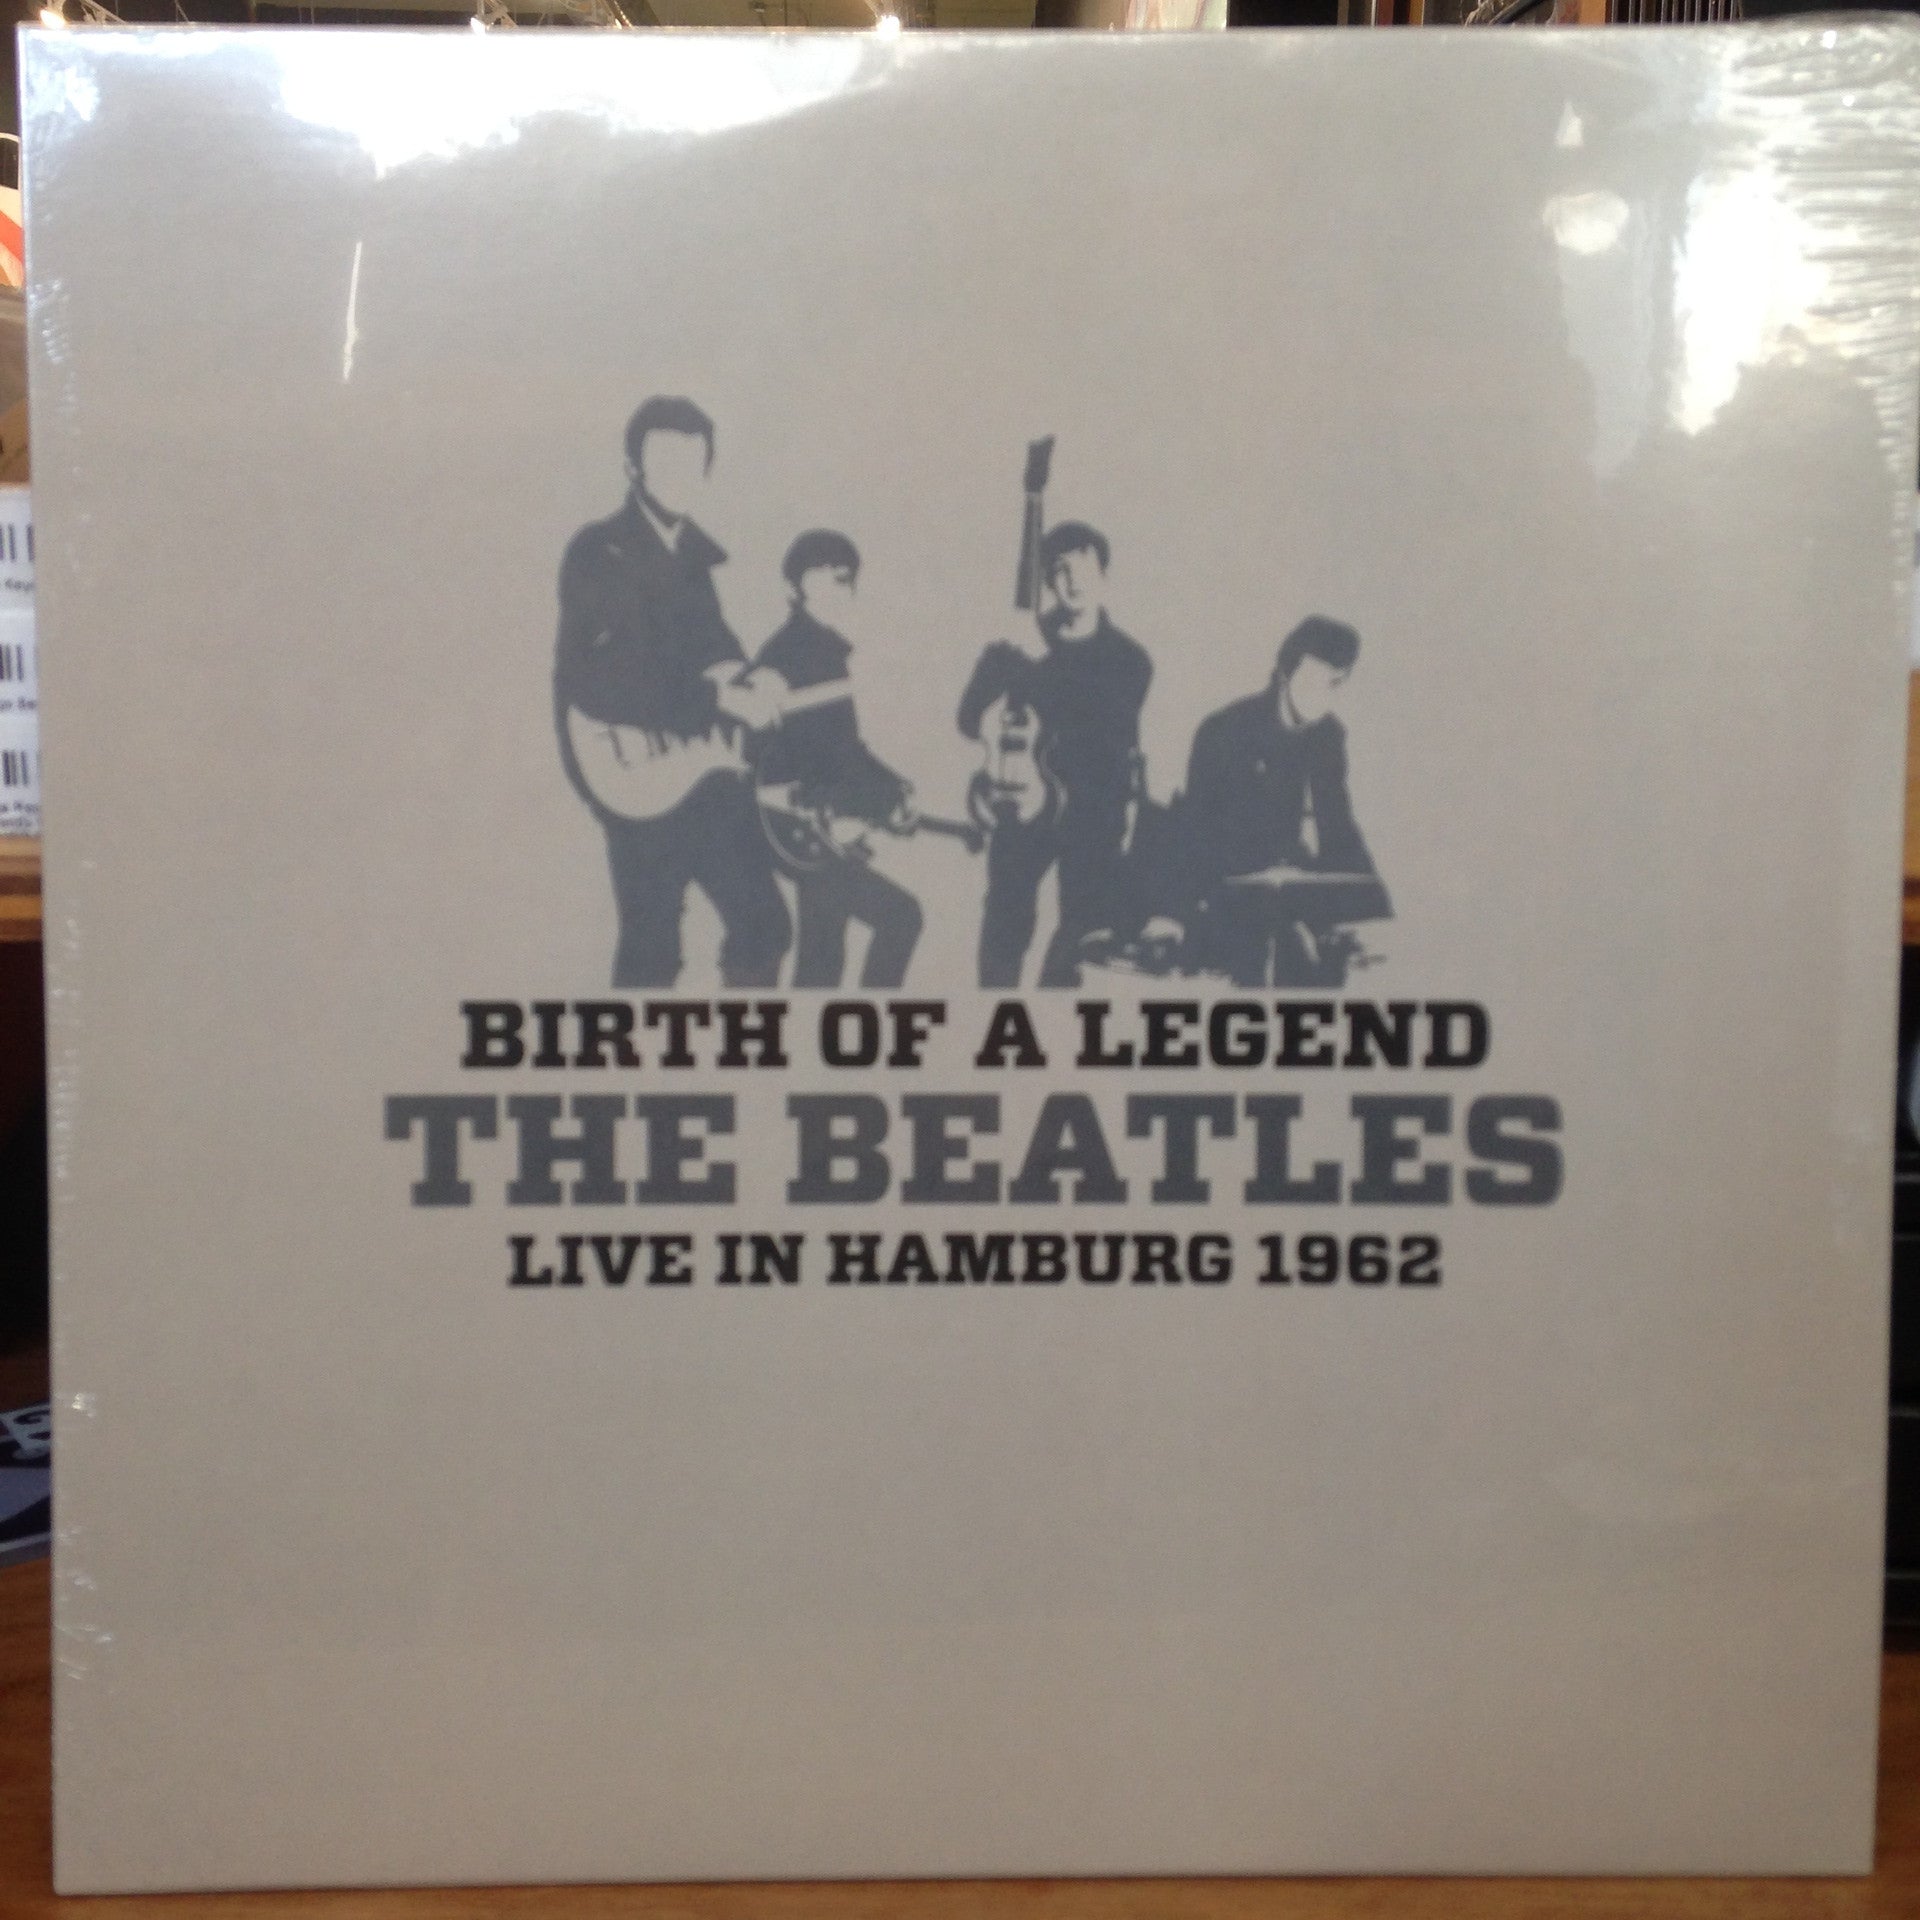 BIRTH OF A LEGEND
THE BEATLES
LIVE IN HAMBURG 1962